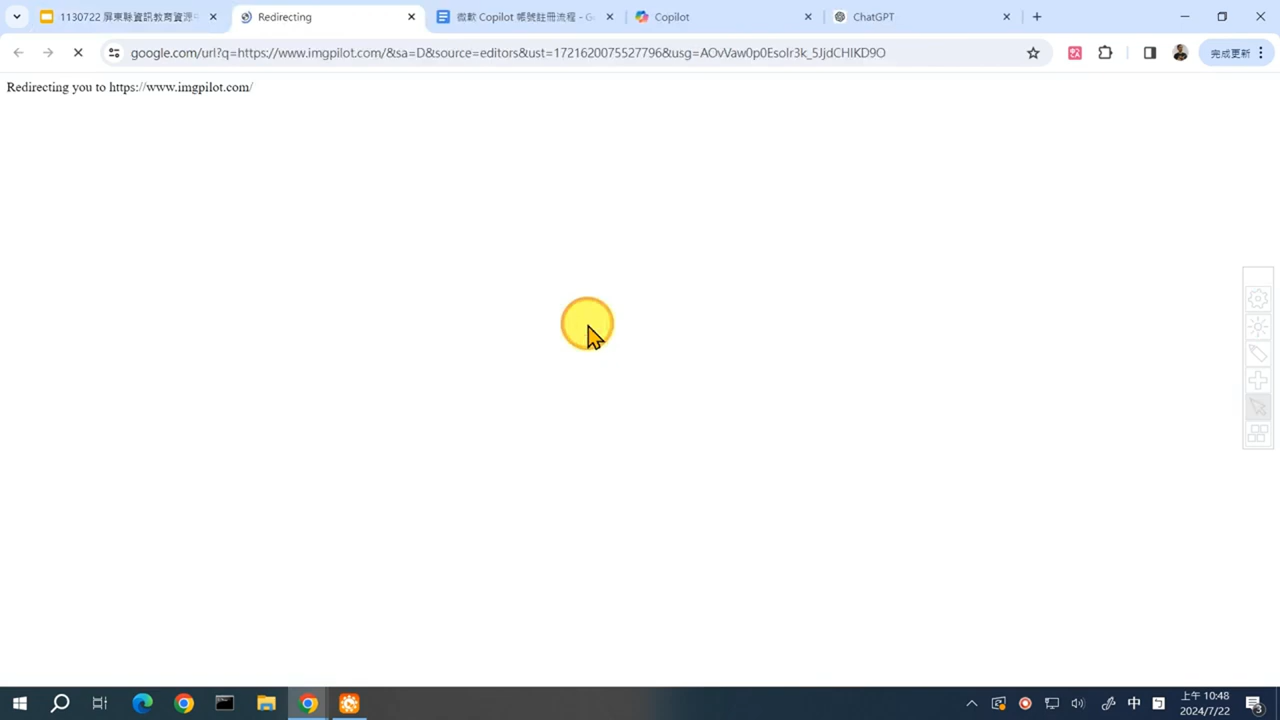 1130722 屏東縣資訊教育資源
Redirecting
微軟 Copilot 帳號註冊流程 - G
Copilot
ChatGPT
google.com/url?q=https://www.imgpilot.com/&sa=D&source=editors&ust=1721620075527796&usg=AOvVaw0p0EsoIr3k_5JjdCHIKD9O
完成更新
Redirecting you to https://www.imgpilot.com/
中
上午 10:48
2024/7/22
3